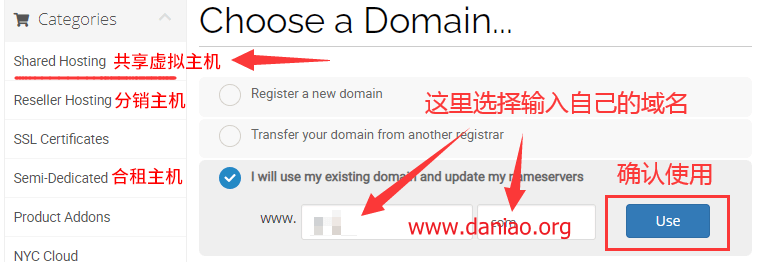 Categories
Shared Hosting 共享虚拟主机
Reseller Hosting 分销主机
SSL Certificates
Semi-Dedicated 合租主机
Product Addons
NYC Cloud
Choose a Domain...
Register a new domain
这里选择输入自己的域名
Transfer your domain from another registrar
I will use my existing domain and update my nameservers
确认使用
www.
com
Use
www.daniao.org